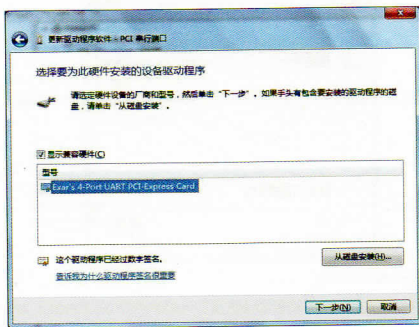 更新驱动程序软件 - PCI 串行端口
选择要为此硬件安装的设备驱动程序
请选定硬件设备的厂商和型号，然后单击“下一步”。如果手头有包含要安装的驱动程序的磁
盘，请单击“从磁盘安装”。
显示兼容硬件(C)
型号
Exar's 4-Port UART PCI-Express Card
这个驱动程序已经过数字签名。
从磁盘安装(H)...
告诉我为什么驱动程序签名很重要
下一步(N)
取消